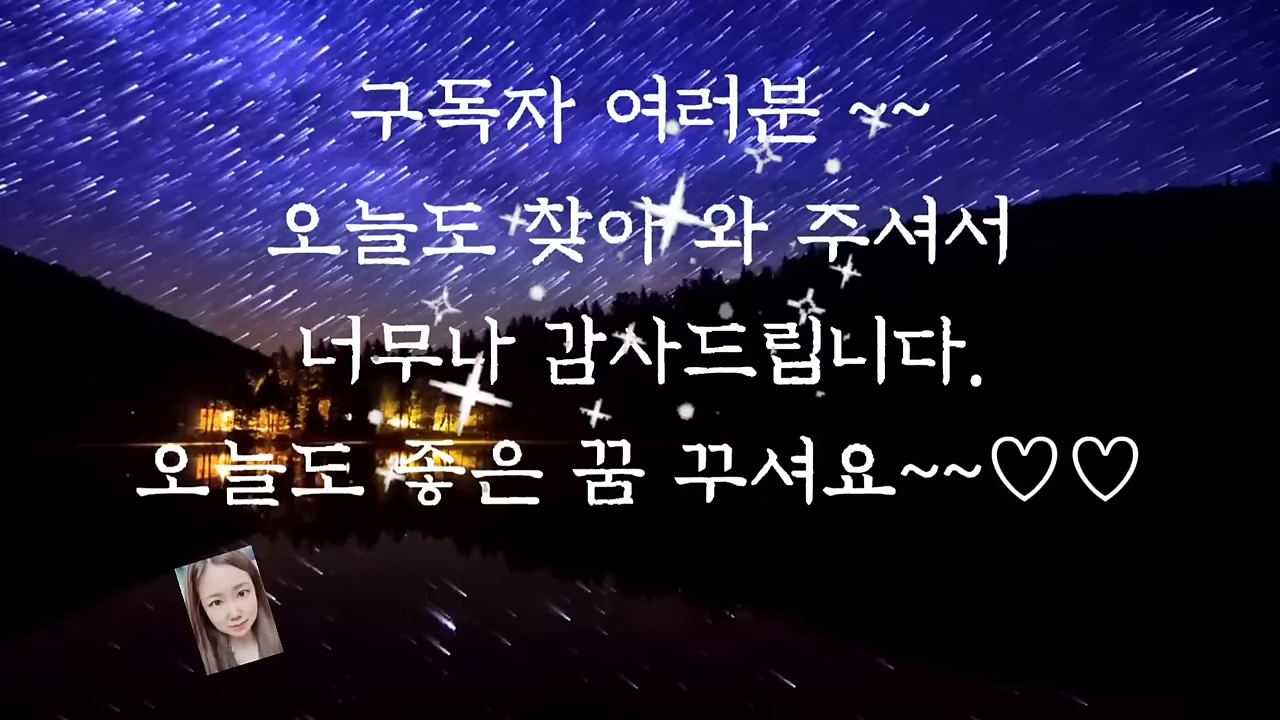 구독자 여러분 ~~
오늘도 찾아 와 주셔서
너무나 감사드립니다.
오늘도 좋은 꿈 꾸셔요~~♡♡